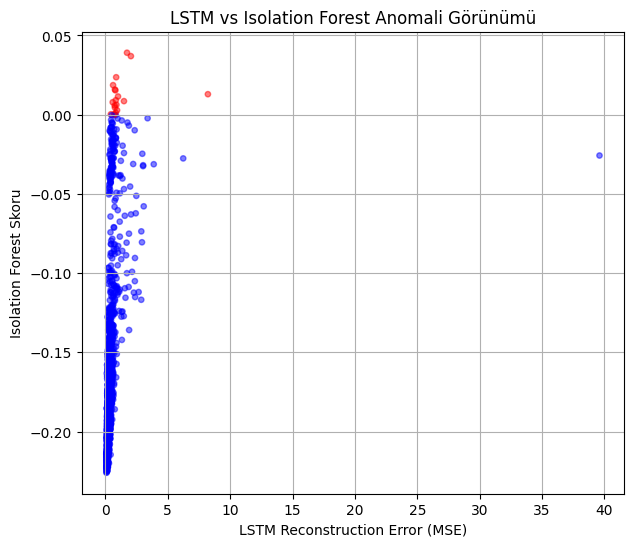 LSTM vs Isolation Forest Anomali Görünümü
0.05
0.00
−0.05
−0.10
−0.15
−0.20
Isolation Forest Skoru
0 5 10 15 20 25 30 35 40
LSTM Reconstruction Error (MSE)